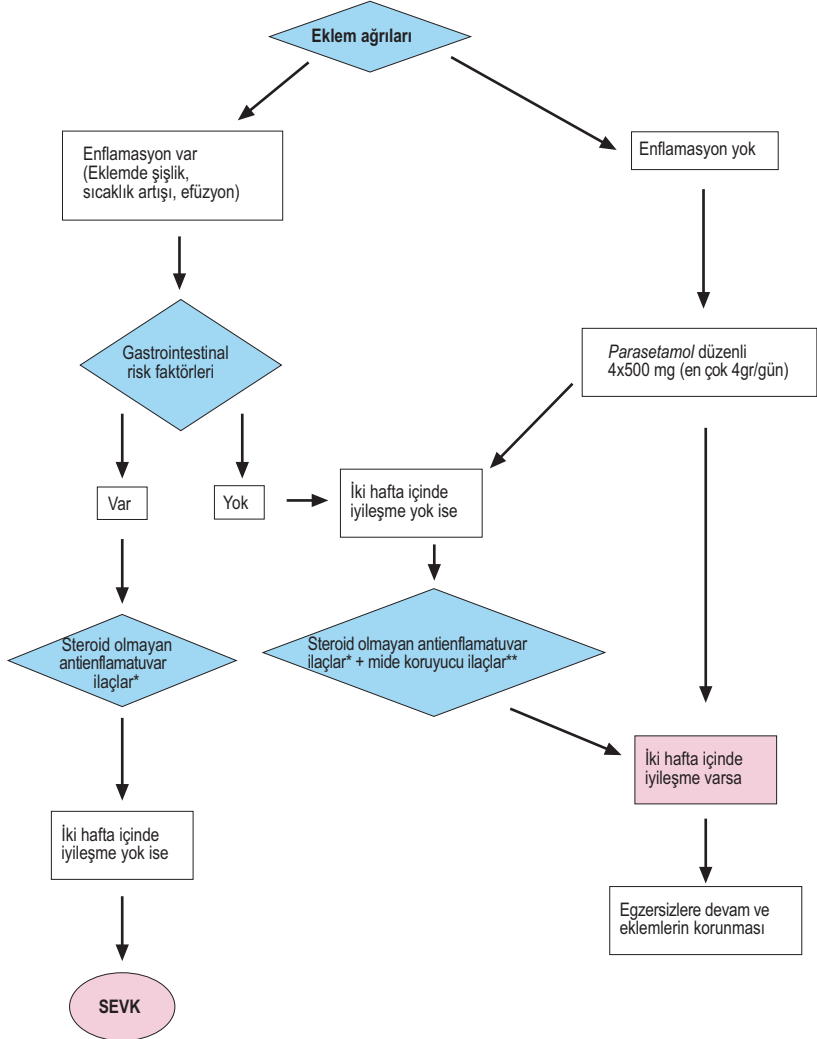 Eklem ağrıları
Enflamasyon var
(Eklemde şişlik,
sıcaklık artışı, efüzyon)
Enflamasyon yok
Gastrointestinal
risk faktörleri
Parasetamol düzenli
4x500 mg (en çok 4gr/gün)
Var
Yok
İki hafta içinde
iyileşme yok ise
Steroid olmayan
antienflamatuvar
ilaçlar*
Steroid olmayan antienflamatuvar
ilaçlar* + mide koruyucu ilaçlar**
İki hafta içinde
iyileşme varsa
İki hafta içinde
iyileşme yok ise
Egzersizlere devam ve
eklemlerin korunması
SEVK